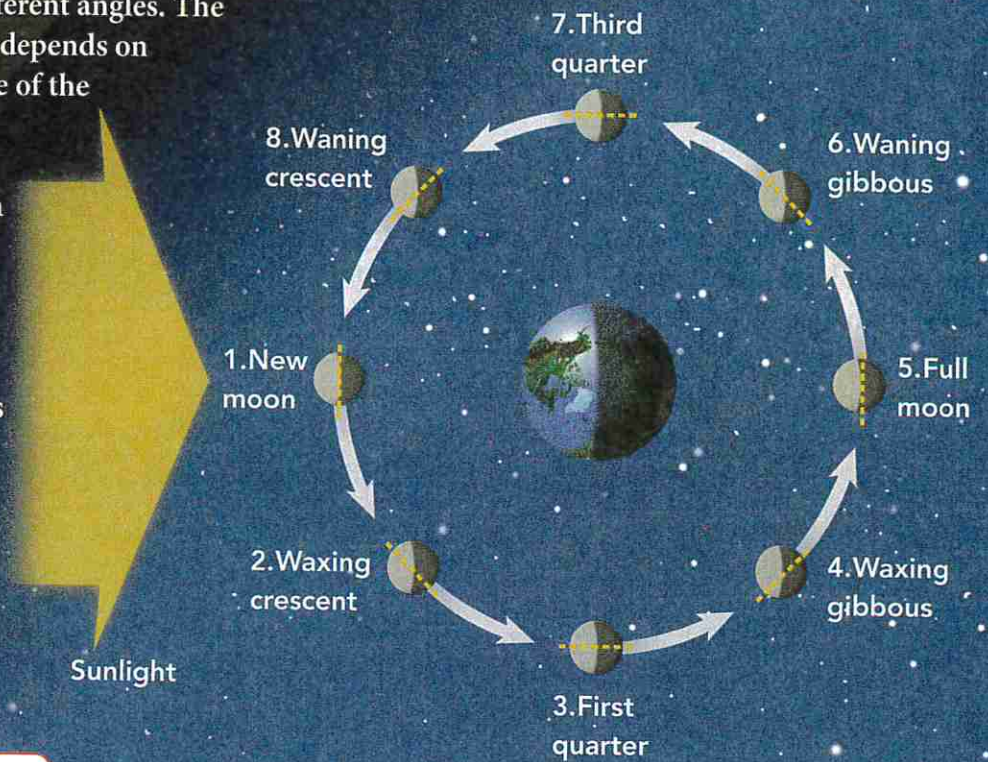 ferent angles. The
depends on
e of the
s
7.Third
quarter
8.Waning
crescent
6.Waning
gibbous
1.New
moon
5.Full
moon
2.Waxing
crescent
4.Waxing
gibbous
3.First
quarter
Sunlight